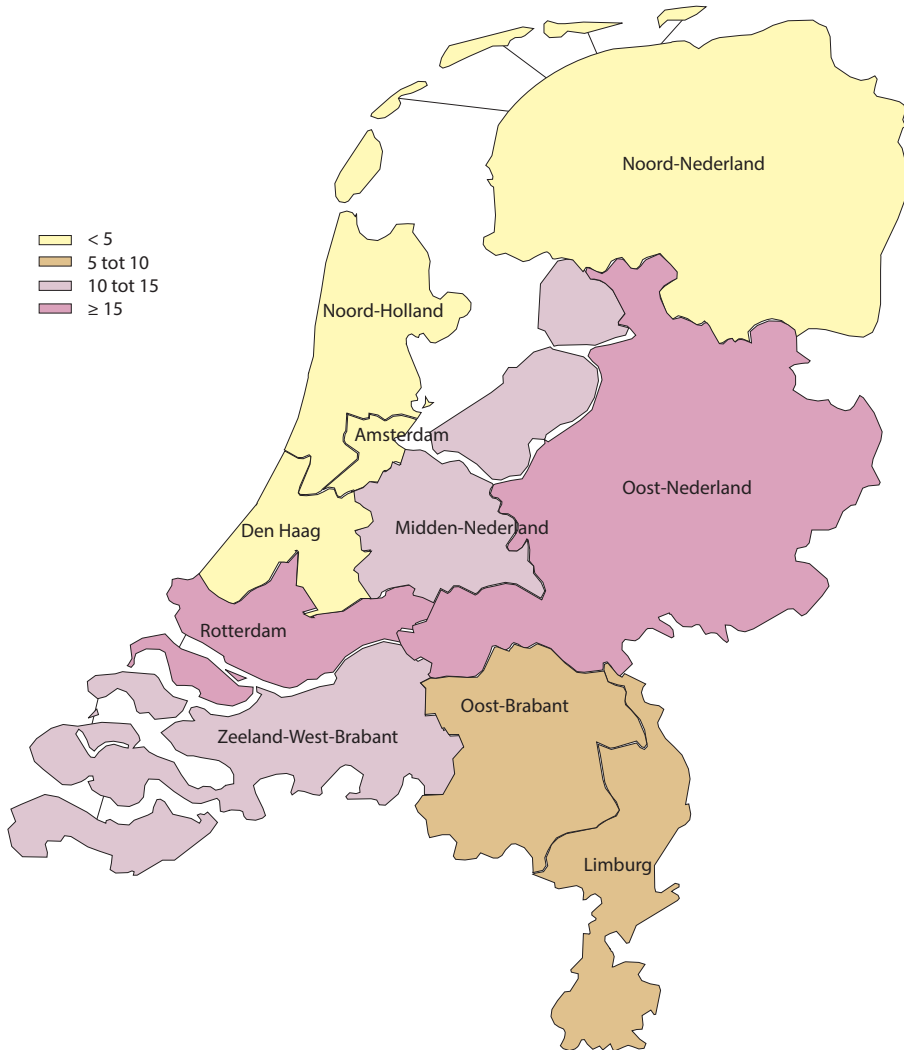 Noord-Nederland
< 5
5 tot 10
10 tot 15
≥ 15
Noord-Holland
Amsterdam
Oost-Nederland
Den Haag
Midden-Nederland
Rotterdam
Oost-Brabant
Zeeland-West-Brabant
Limburg